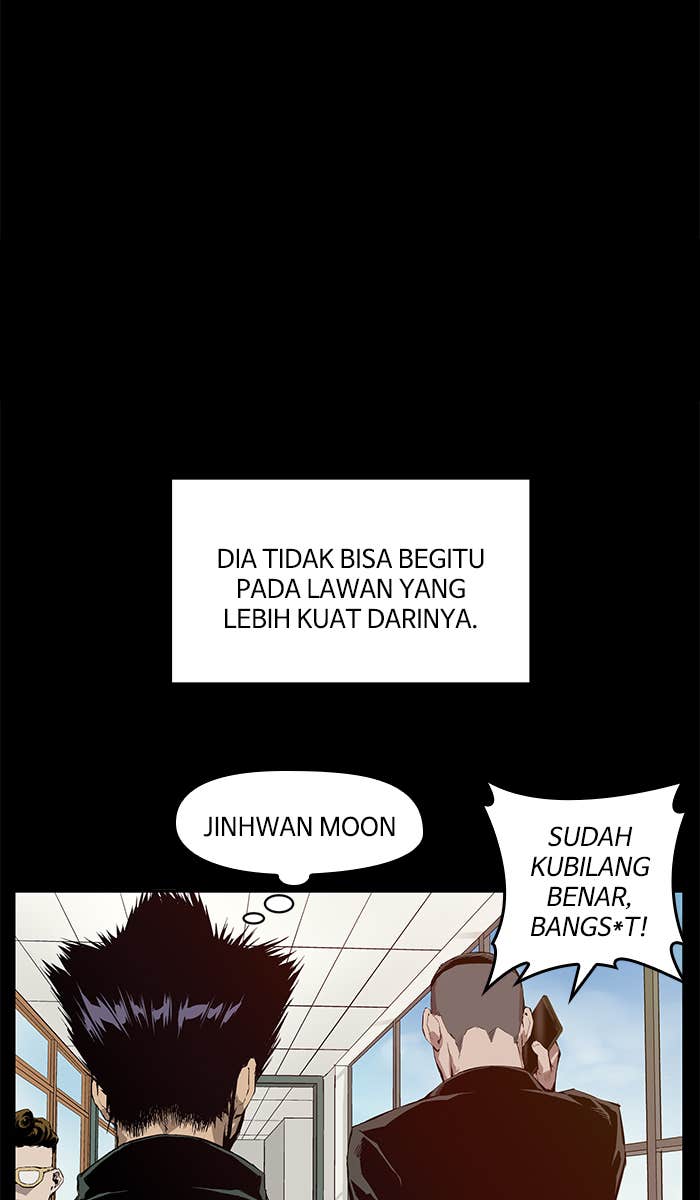 DIA TIDAK BISA BEGITU
PADA LAWAN YANG
LEBIH KUAT DARINYA.
JINHWAN MOON
SUDAH
KUBILANG
BENAR,
BANGS*T!